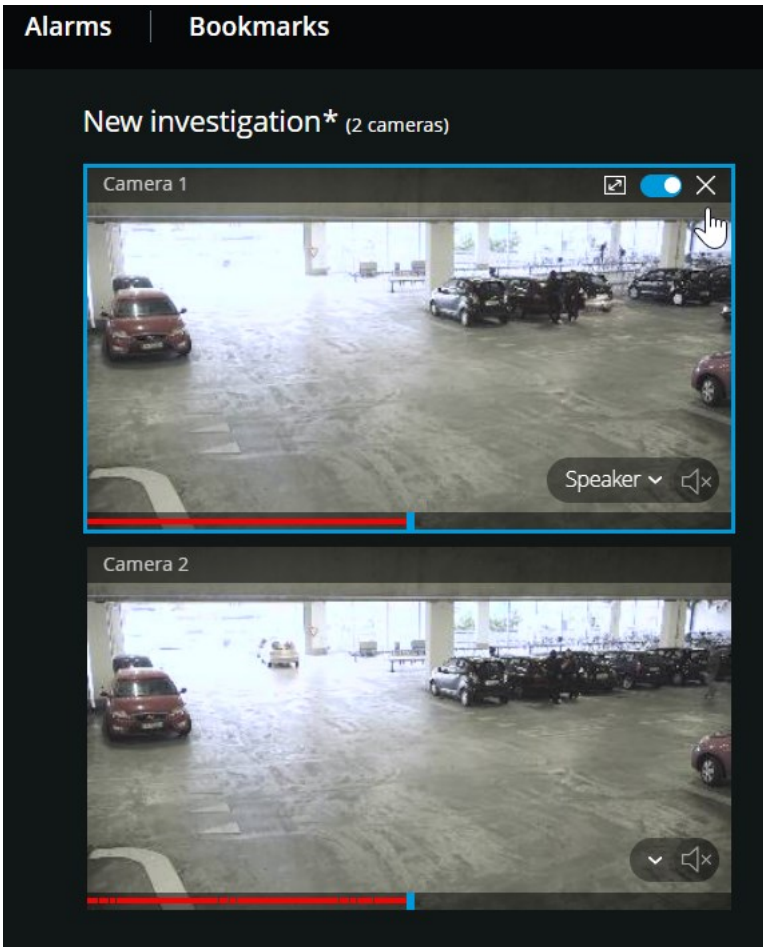 Alarms Bookmarks
New investigation* (2 cameras)
Camera 1
Speaker
Camera 2